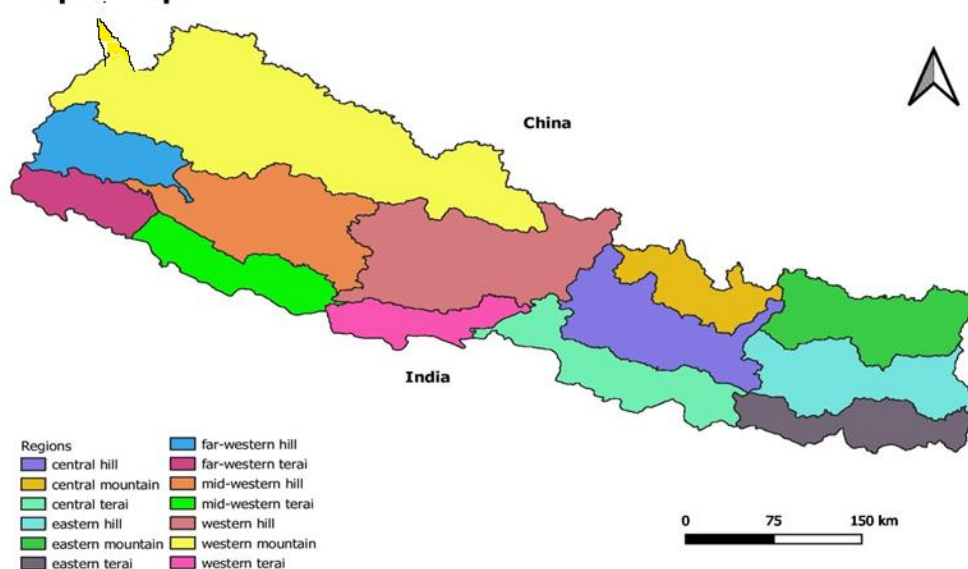 China
India
Regions
central hill
central mountain
central terai
eastern hill
eastern mountain
eastern terai
far-western hill
far-western terai
mid-western hill
mid-western terai
western hill
western mountain
western terai
0 75 150 km